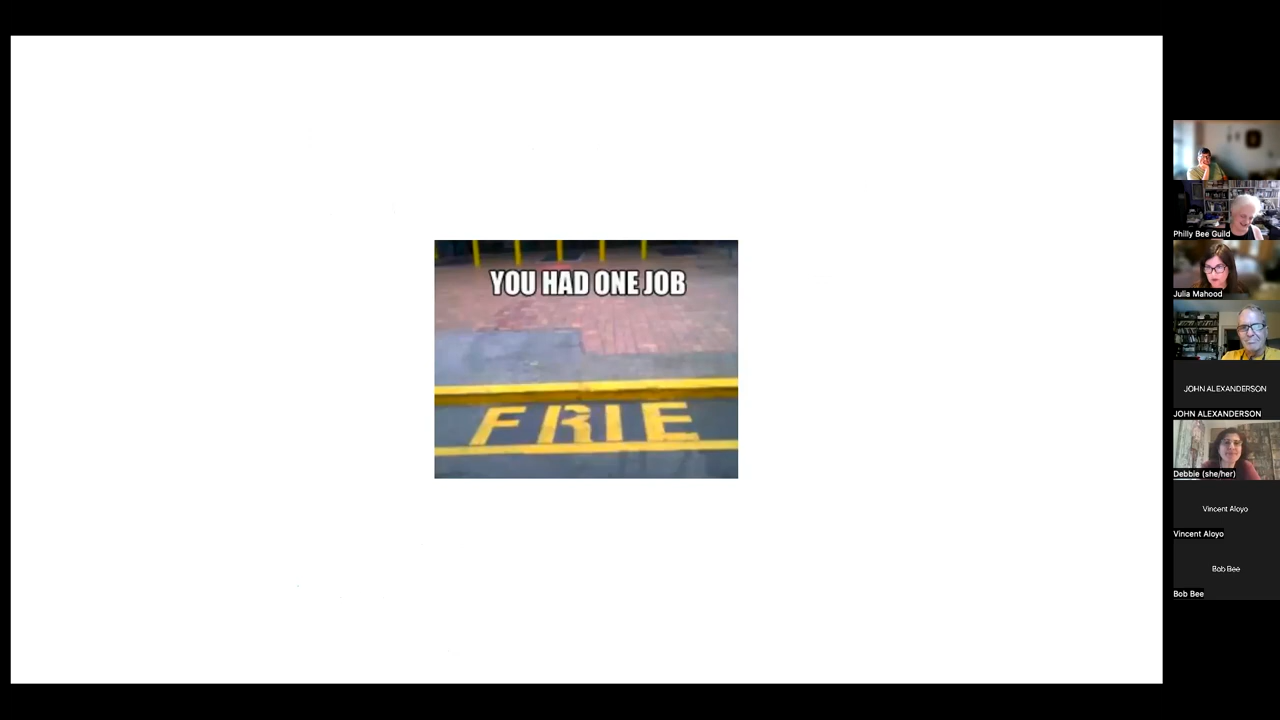 YOU HAD ONE JOB
FRIE
Philly Bee Guild
Julia Mahood
JOHN ALEXANDERSON
JOHN ALEXANDERSON
Debbie (she/her)
Vincent Aloyo
Vincent Aloyo
Bob Bee
Bob Bee